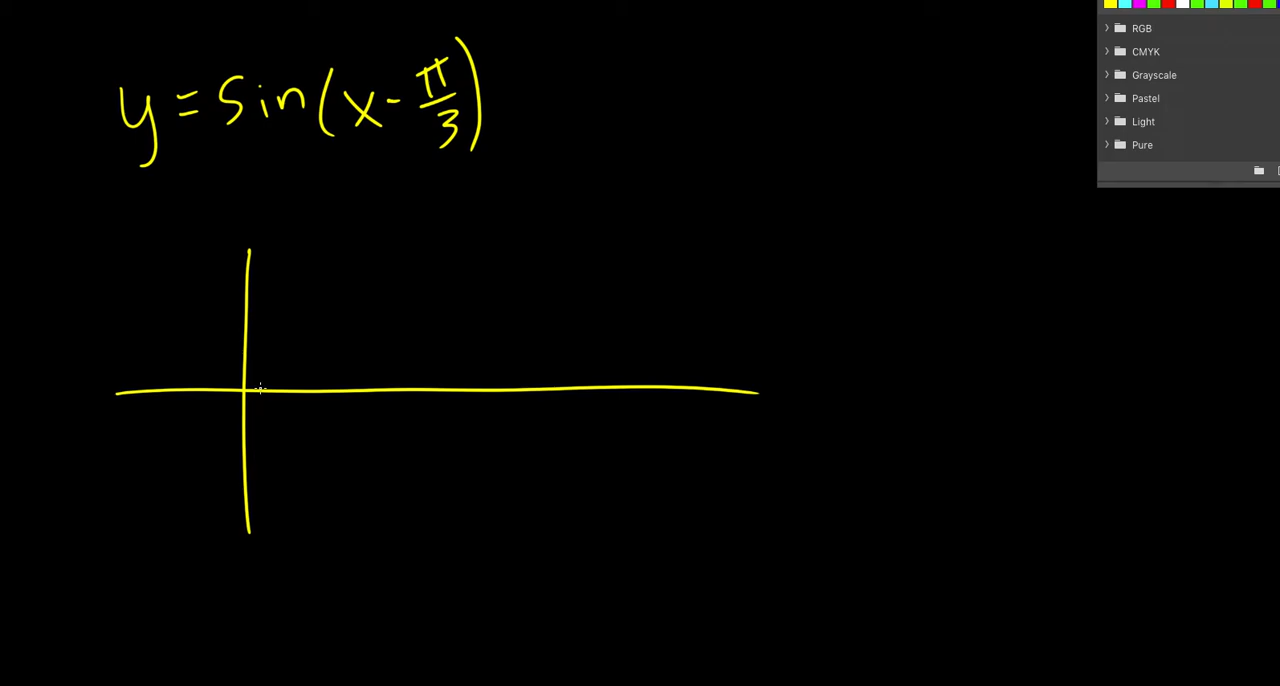 y = sin(x - π/3)
RGB
CMYK
Grayscale
Pastel
Light
Pure